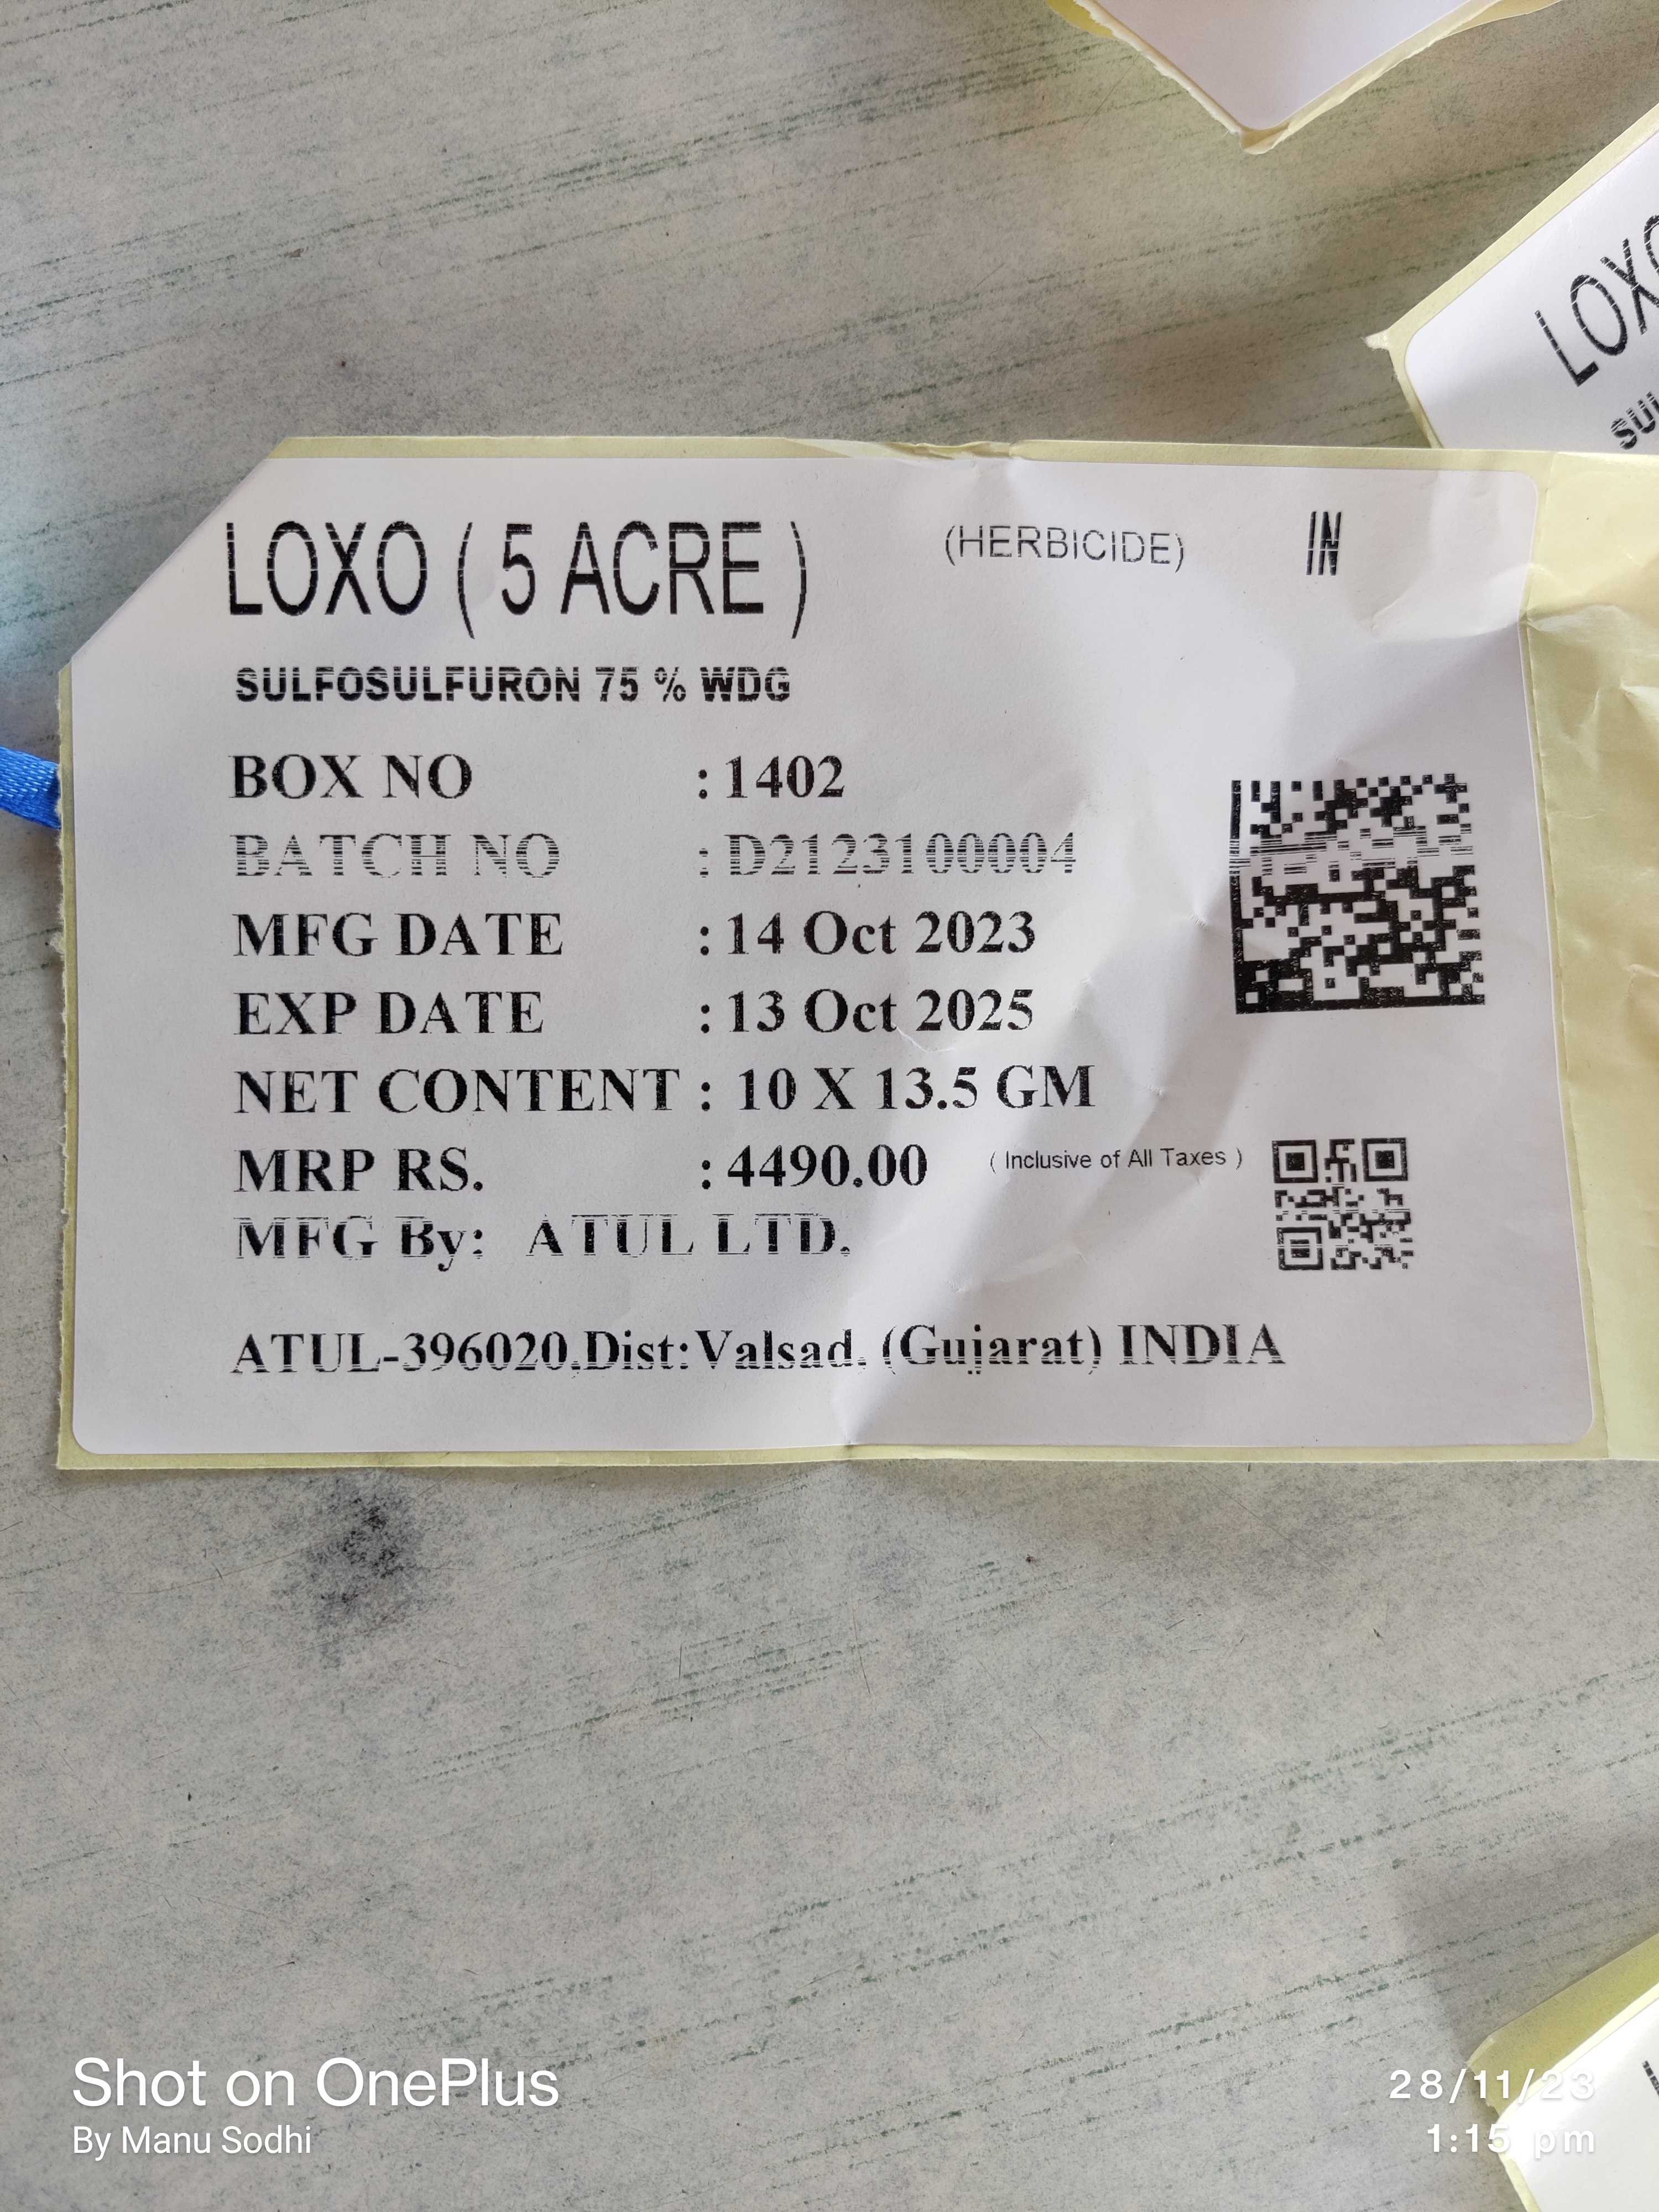 LOXO ( 5 ACRE ) (HERBICIDE) IN
SULFOSULFURON 75 % WDG
BOX NO : 1402
BATCH NO : D2123100004
MFG DATE : 14 Oct 2023
EXP DATE : 13 Oct 2025
NET CONTENT : 10 X 13.5 GM
MRP RS. : 4490.00 ( Inclusive of All Taxes )
MFG By: ATUL LTD.
ATUL-396020,Dist:Valsad, (Gujarat) INDIA
LOXO
Shot on OnePlus
By Manu Sodhi
28/11/23
1:15 pm